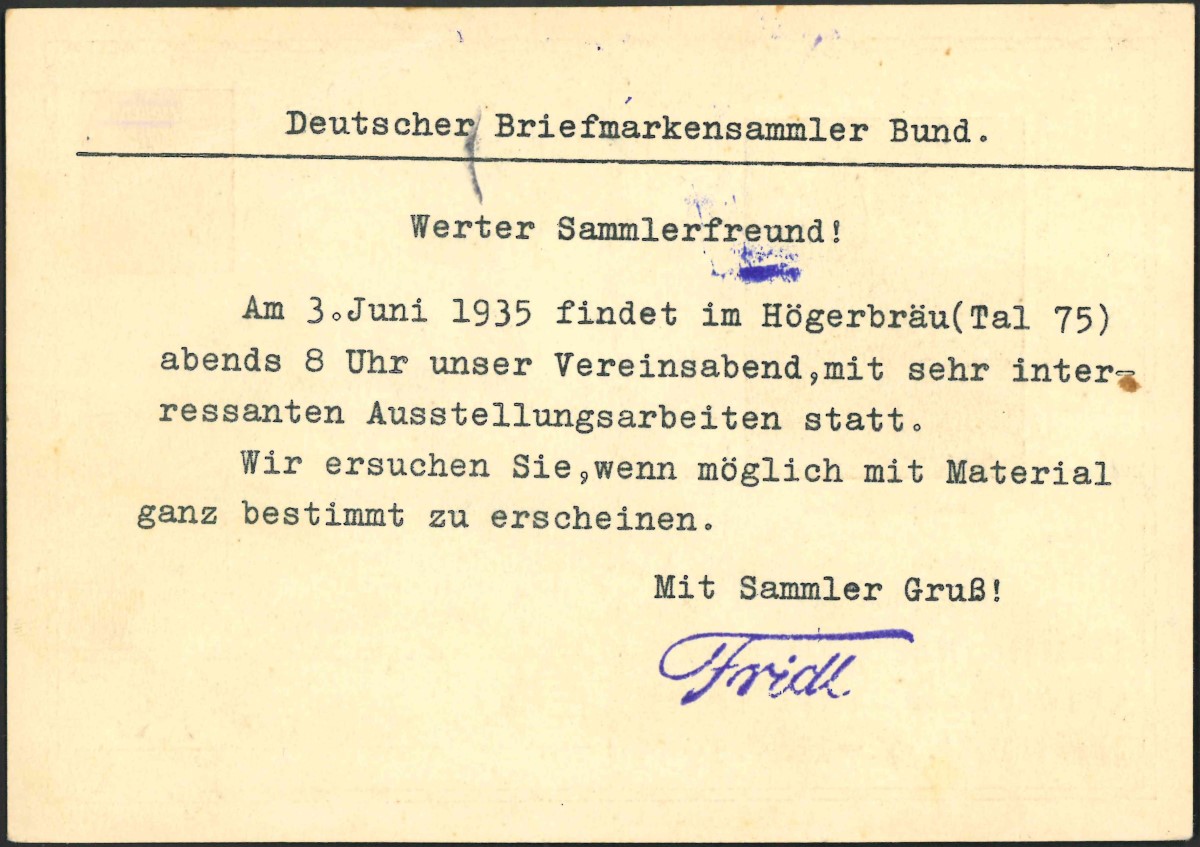 Deutscher Briefmarkensammler Bund.
Werter Sammlerfreund!
Am 3.Juni 1935 findet im Högerbräu(Tal 75)
abends 8 Uhr unser Vereinsabend,mit sehr inter-
ressanten Ausstellungsarbeiten statt.
Wir ersuchen Sie,wenn möglich mit Material
ganz bestimmt zu erscheinen.
Mit Sammler Gruß!
Fridl